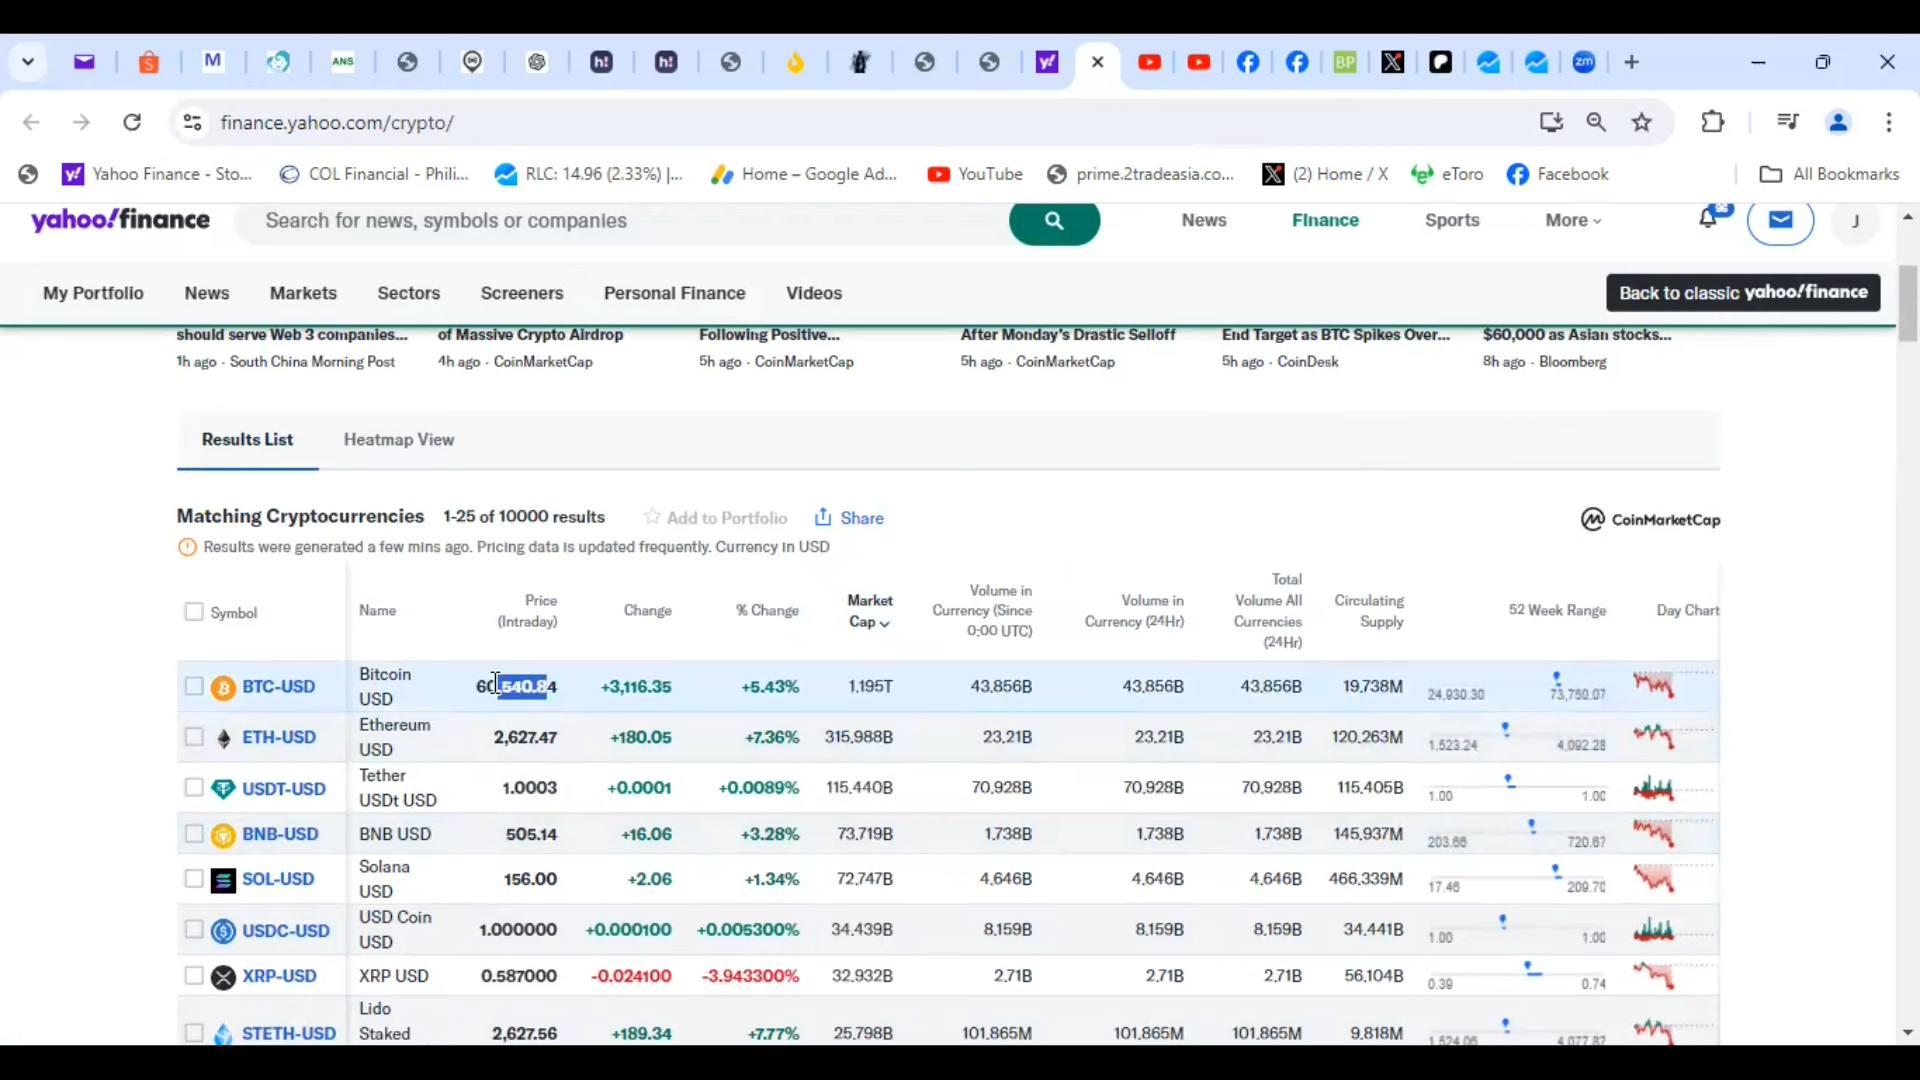 M
ANS
h!
h!
y!
BP
zm
finance.yahoo.com/crypto/
y! Yahoo Finance - Sto... COL Financial - Phili... RLC: 14.96 (2.33%) |... Home – Google Ad... YouTube prime.2tradeasia.co... (2) Home / X eToro Facebook All Bookmarks
yahoo!finance Search for news, symbols or companies News Finance Sports More J
My Portfolio News Markets Sectors Screeners Personal Finance Videos Back to classic yahoo!finance
should serve Web 3 companies... of Massive Crypto Airdrop Following Positive... After Monday's Drastic Selloff End Target as BTC Spikes Over... $60,000 as Asian stocks...
1h ago · South China Morning Post 4h ago · CoinMarketCap 5h ago · CoinMarketCap 5h ago · CoinMarketCap 5h ago · CoinDesk 8h ago · Bloomberg
Results List Heatmap View
Matching Cryptocurrencies 1-25 of 10000 results Add to Portfolio Share CoinMarketCap
Results were generated a few mins ago. Pricing data is updated frequently. Currency in USD
Symbol Name Price (Intraday) Change % Change Market Cap Volume in Currency (Since 0:00 UTC) Volume in Currency (24Hr) Total Volume All Currencies (24Hr) Circulating Supply 52 Week Range Day Chart
BTC-USD Bitcoin USD 60,540.84 +3,116.35 +5.43% 1.195T 43.856B 43.856B 43.856B 19.738M 24,930.30 73,750.07
ETH-USD Ethereum USD 2,627.47 +180.05 +7.36% 315.988B 23.21B 23.21B 23.21B 120.263M 1,523.24 4,092.28
USDT-USD Tether USDt USD 1.0003 +0.0001 +0.0089% 115.440B 70.928B 70.928B 70.928B 115.405B 1.00 1.00
BNB-USD BNB USD 505.14 +16.06 +3.28% 73.719B 1.738B 1.738B 1.738B 145.937M 203.66 720.67
SOL-USD Solana USD 156.00 +2.06 +1.34% 72.747B 4.646B 4.646B 4.646B 466.339M 17.46 209.70
USDC-USD USD Coin USD 1.000000 +0.000100 +0.005300% 34.439B 8.159B 8.159B 8.159B 34.441B 1.00 1.00
XRP-USD XRP USD 0.587000 -0.024100 -3.943300% 32.932B 2.71B 2.71B 2.71B 56.104B 0.39 0.74
STETH-USD Lido Staked 2,627.56 +189.34 +7.77% 25.798B 101.865M 101.865M 101.865M 9.818M 1,524.06 4,077.87